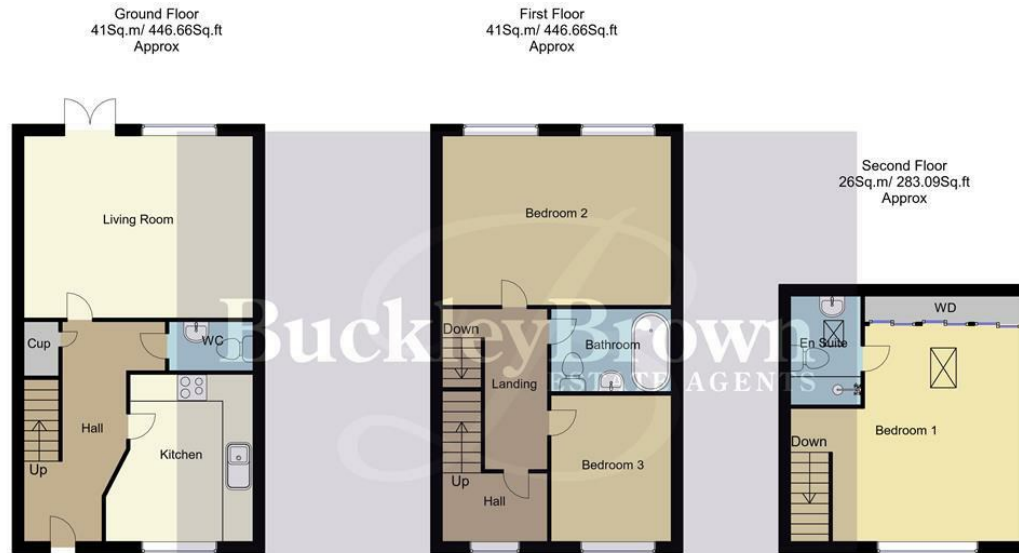 Ground Floor
41Sq.m/ 446.66Sq.ft
Approx
Living Room
Cup
WC
Hall
Up
Kitchen
First Floor
41Sq.m/ 446.66Sq.ft
Approx
Bedroom 2
Down
Landing
Bathroom
Up
Hall
Bedroom 3
Second Floor
26Sq.m/ 283.09Sq.ft
Approx
WD
En Suite
Bedroom 1
Down
BuckleyBrown
ESTATE AGENTS